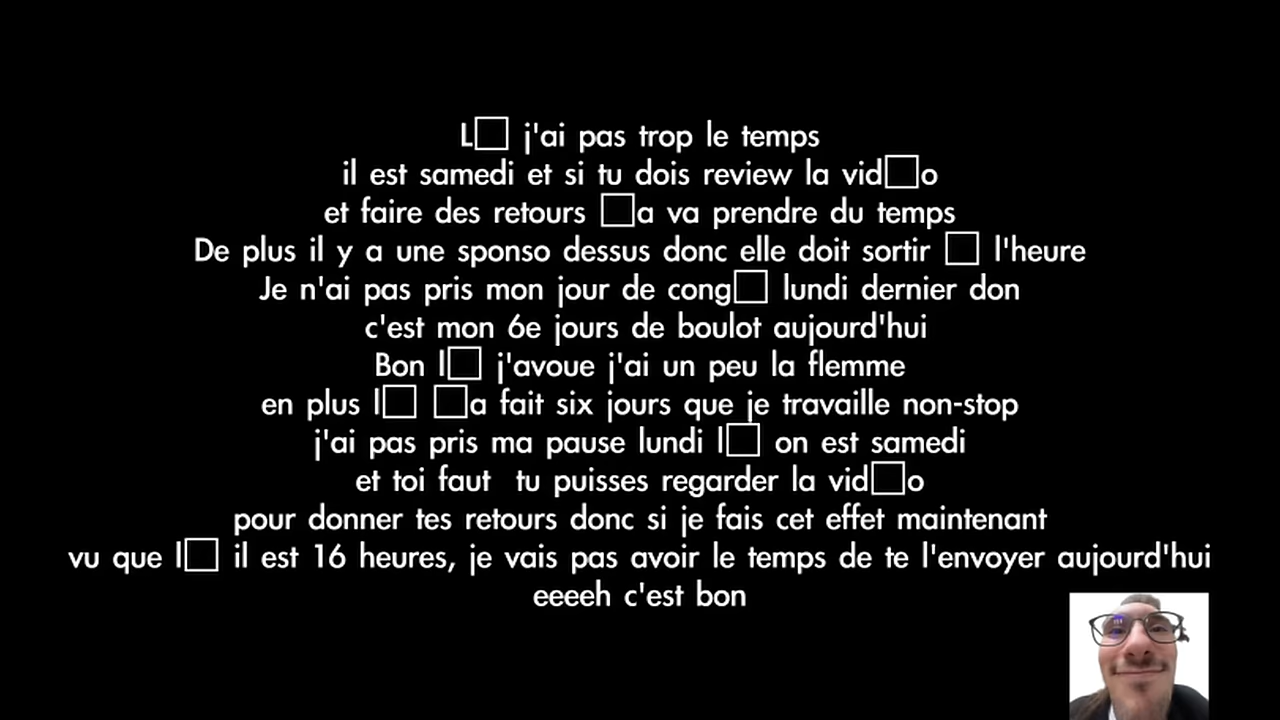 L□ j'ai pas trop le temps
il est samedi et si tu dois review la vid□o
et faire des retours □a va prendre du temps
De plus il y a une sponso dessus donc elle doit sortir □ l'heure
Je n'ai pas pris mon jour de cong□ lundi dernier don
c'est mon 6e jours de boulot aujourd'hui
Bon l□ j'avoue j'ai un peu la flemme
en plus l□ □a fait six jours que je travaille non-stop
j'ai pas pris ma pause lundi l□ on est samedi
et toi faut  tu puisses regarder la vid□o
pour donner tes retours donc si je fais cet effet maintenant
vu que l□ il est 16 heures, je vais pas avoir le temps de te l'envoyer aujourd'hui
eeeeh c'est bon